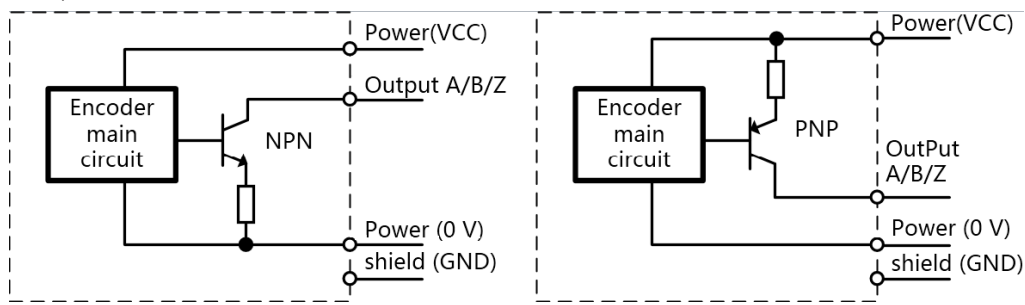 Power(VCC)
Output A/B/Z
Encoder
main
circuit
NPN
Power (0 V)
shield (GND)
Power(VCC)
Encoder
main
circuit
PNP
OutPut
A/B/Z
Power (0 V)
shield (GND)